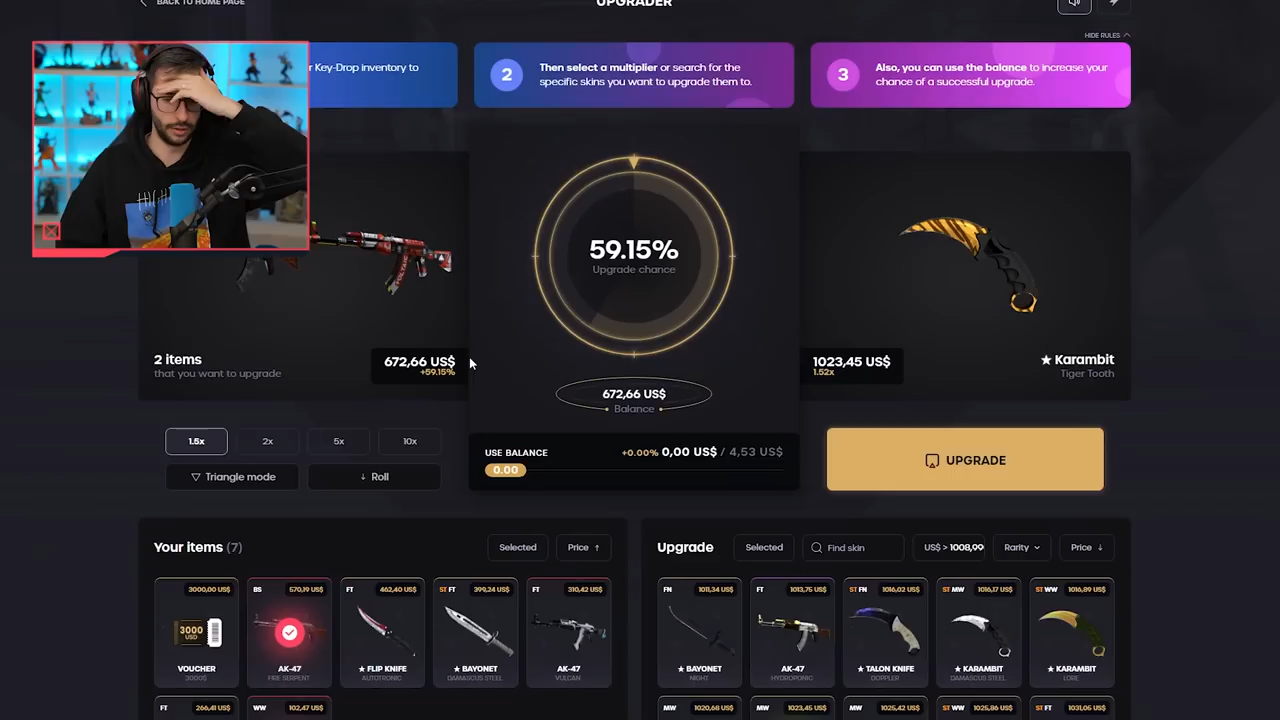 BACK TO HOME PAGE
UPGRADER
HIDE RULES
r Key-Drop inventory to
2
Then select a multiplier or search for the
specific skins you want to upgrade them to.
3
Also, you can use the balance to increase your
chance of a successful upgrade.
59.15%
Upgrade chance
2 items
that you want to upgrade
672,66 US$
+59.15%
1023,45 US$
1.52x
★ Karambit
Tiger Tooth
672,66 US$
Balance
1.5x
2x
5x
10x
Triangle mode
Roll
USE BALANCE
+0.00% 0,00 US$ / 4,53 US$
0.00
UPGRADE
Your items (7)
Selected
Price ↑
Upgrade
Selected
Find skin
US$ > 1008,99
Rarity
Price ↓
3000,00 US$
3000
USD
VOUCHER
3000$
BS
570,19 US$
AK-47
FIRE SERPENT
FT
462,40 US$
★ FLIP KNIFE
AUTOTRONIC
ST FT
399,24 US$
★ BAYONET
DAMASCUS STEEL
FT
310,42 US$
AK-47
VULCAN
FN
1011,34 US$
★ BAYONET
NIGHT
FT
1013,75 US$
AK-47
HYDROPONIC
ST FN
1016,02 US$
★ TALON KNIFE
DOPPLER
ST MW
1016,17 US$
★ KARAMBIT
DAMASCUS STEEL
ST WW
1016,89 US$
★ KARAMBIT
LORE
FT
266,41 US$
WW
102,47 US$
MW
1020,68 US$
MW
1023,45 US$
MW
1025,42 US$
ST WW
1025,86 US$
ST FT
1031,05 US$